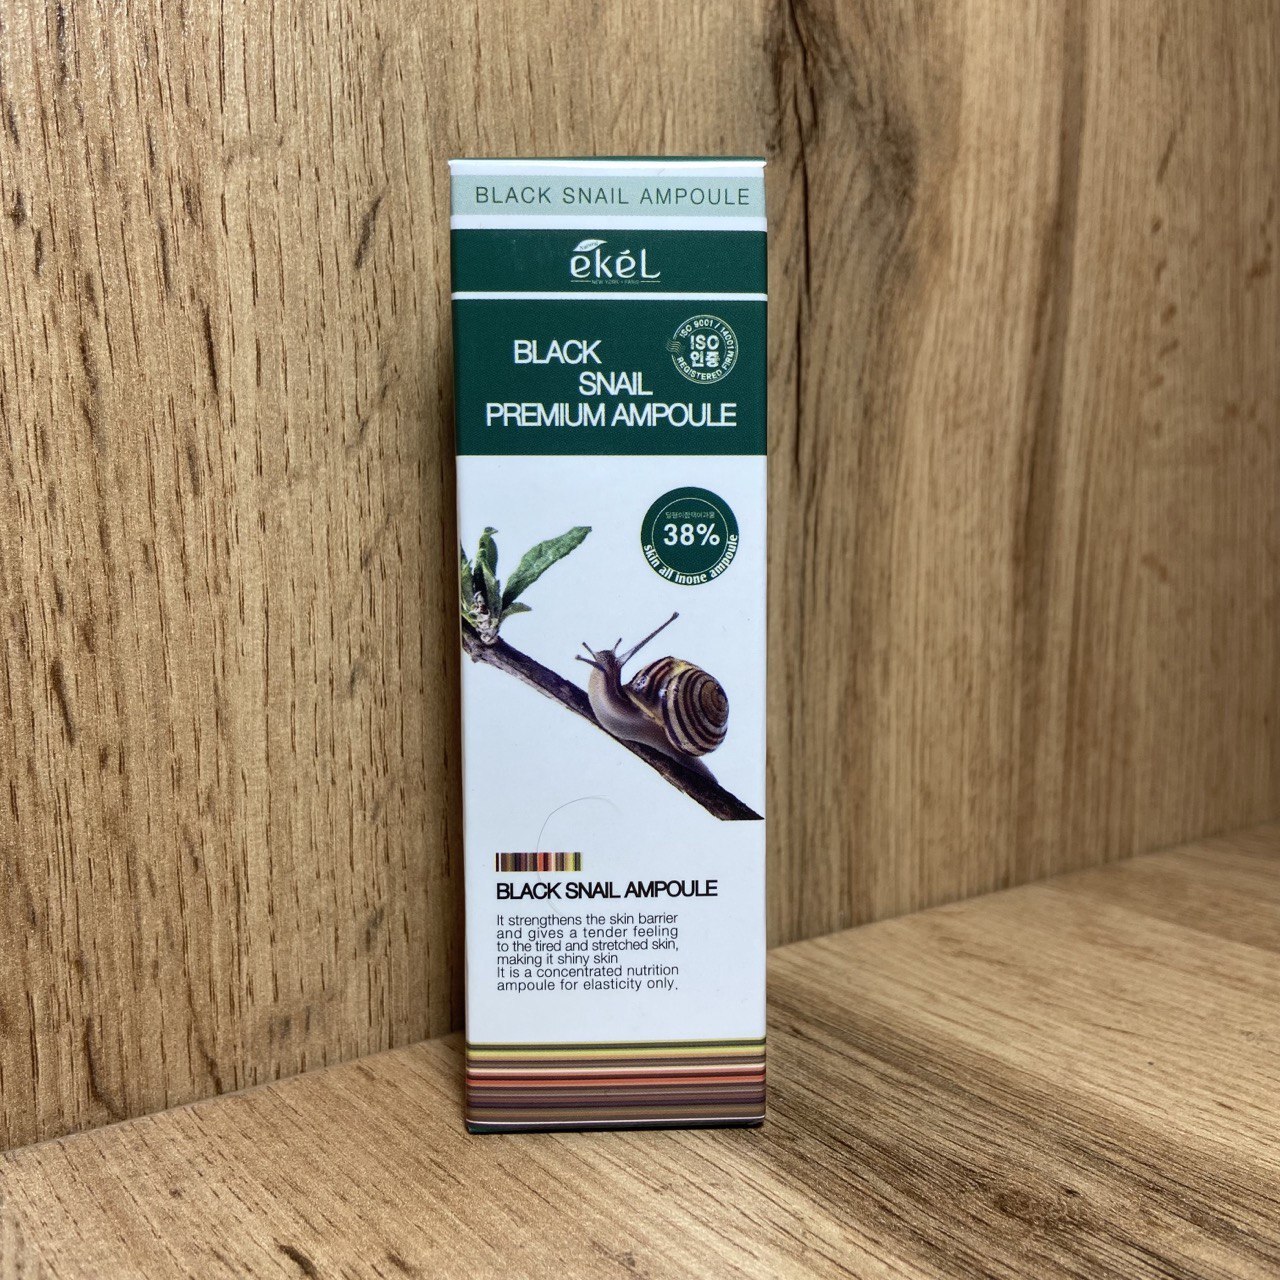 BLACK SNAIL AMPOULE
Natural
ekéL
NEW YORK · PARIS
ISO 9001 / 14001
ISO
인증
REGISTERED FIRM
BLACK
SNAIL
PREMIUM AMPOULE
38%
skin all inone ampoule
BLACK SNAIL AMPOULE
It strengthens the skin barrier
and gives a tender feeling
to the tired and stretched skin,
making it shiny skin
It is a concentrated nutrition
ampoule for elasticity only.